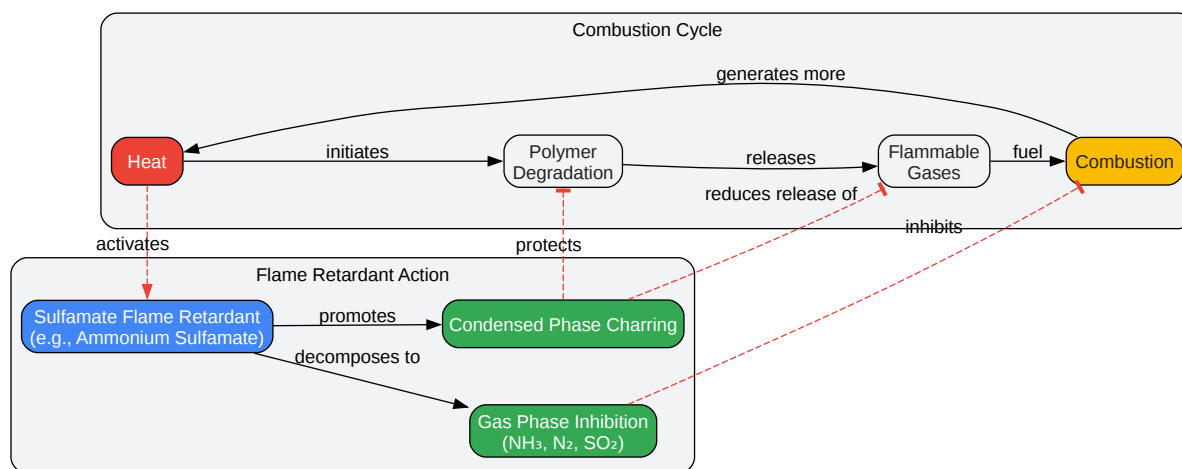 Combustion Cycle
generates more
Heat
initiates
Polymer
Degradation
releases
Flammable
Gases
fuel
Combustion
reduces release of
activates
protects
inhibits
Flame Retardant Action
Sulfamate Flame Retardant
(e.g., Ammonium Sulfamate)
promotes
Condensed Phase Charring
decomposes to
Gas Phase Inhibition
(NH₃, N₂, SO₂)